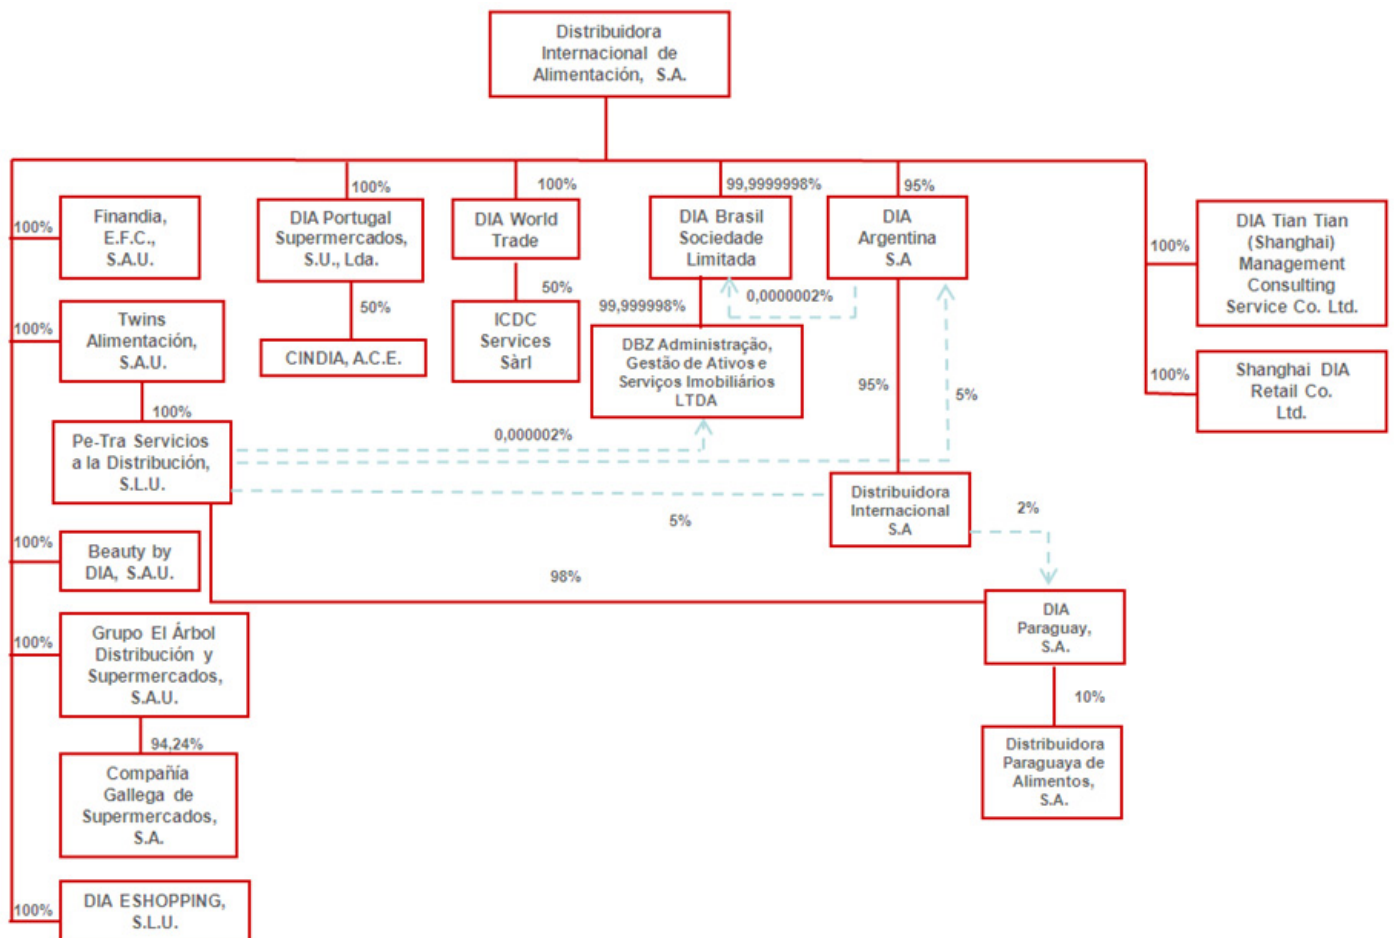 Distribuidora
Internacional de
Alimentación, S.A.
100%
Finandia,
E.F.C.,
S.A.U.
100%
DIA Portugal
Supermercados,
S.U., Lda.
100%
DIA World
Trade
99,9999998%
DIA Brasil
Sociedade
Limitada
95%
DIA
Argentina
S.A
100%
DIA Tian Tian
(Shanghai)
Management
Consulting
Service Co. Ltd.
100%
Twins
Alimentación,
S.A.U.
50%
CINDIA, A.C.E.
50%
ICDC
Services
Sàrl
99,999998%
0,0000002%
DBZ Administração,
Gestão de Ativos e
Serviços Imobiliários
LTDA
95%
5%
100%
Shanghai DIA
Retail Co.
Ltd.
100%
Pe-Tra Servicios
a la Distribución,
S.L.U.
0,000002%
5%
Distribuidora
Internacional
S.A
2%
100%
Beauty by
DIA, S.A.U.
98%
DIA
Paraguay,
S.A.
100%
Grupo El Árbol
Distribución y
Supermercados,
S.A.U.
10%
Distribuidora
Paraguaya de
Alimentos,
S.A.
94,24%
Compañía
Gallega de
Supermercados,
S.A.
100%
DIA ESHOPPING,
S.L.U.